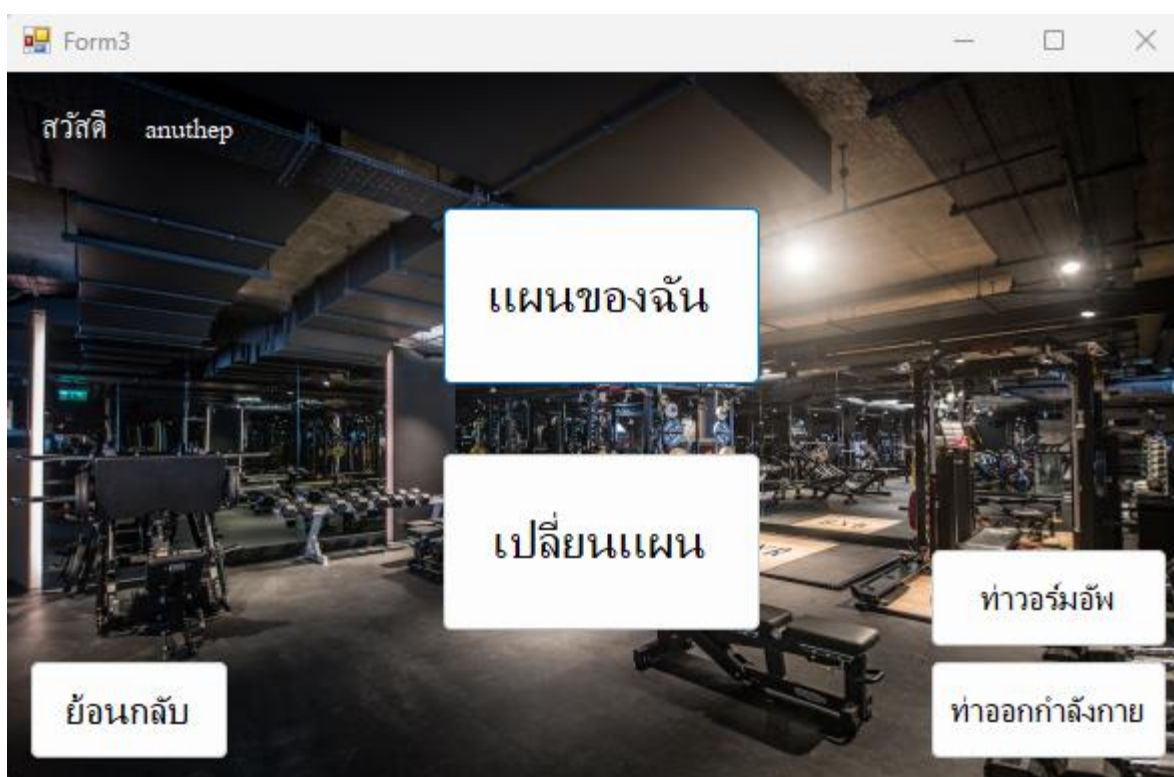 Form3
สวัสดี anuthep
แผนของฉัน
เปลี่ยนแผน
ท่าวอร์มอัพ
ย้อนกลับ
ท่าออกกำลังกาย